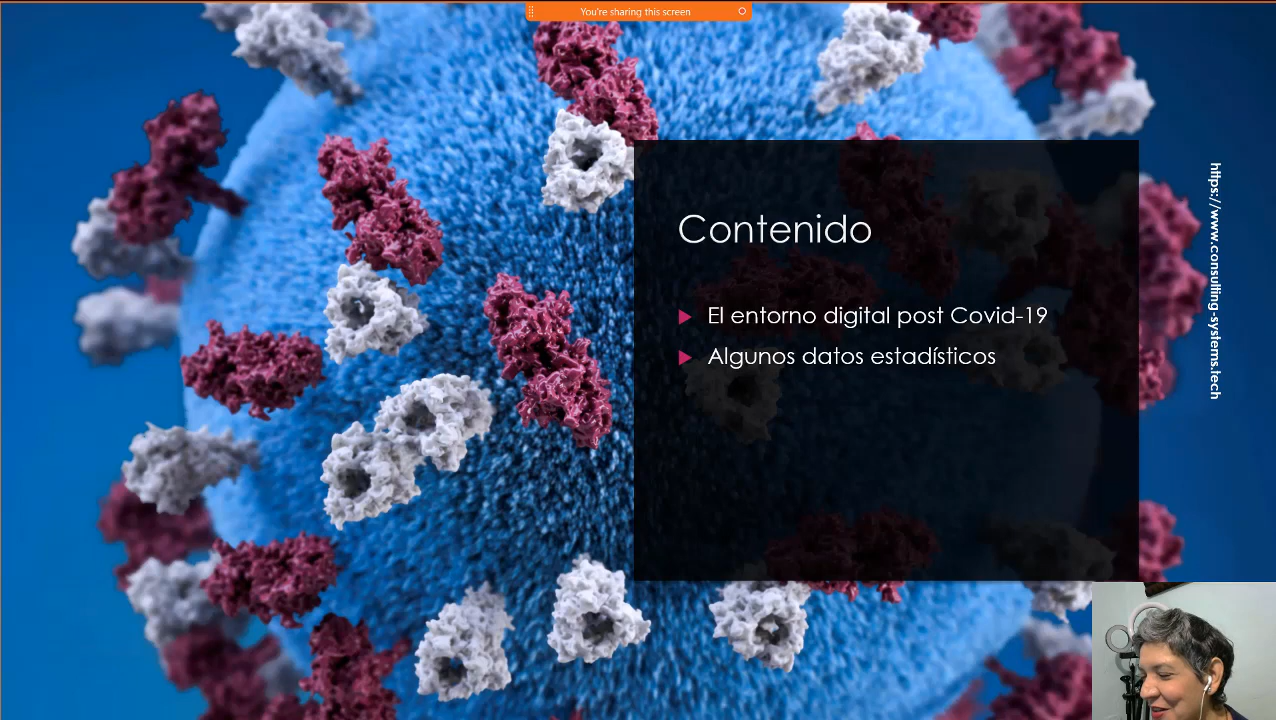 You're sharing this screen
Contenido
El entorno digital post Covid-19
Algunos datos estadísticos
https://www.consulting-systems.tech